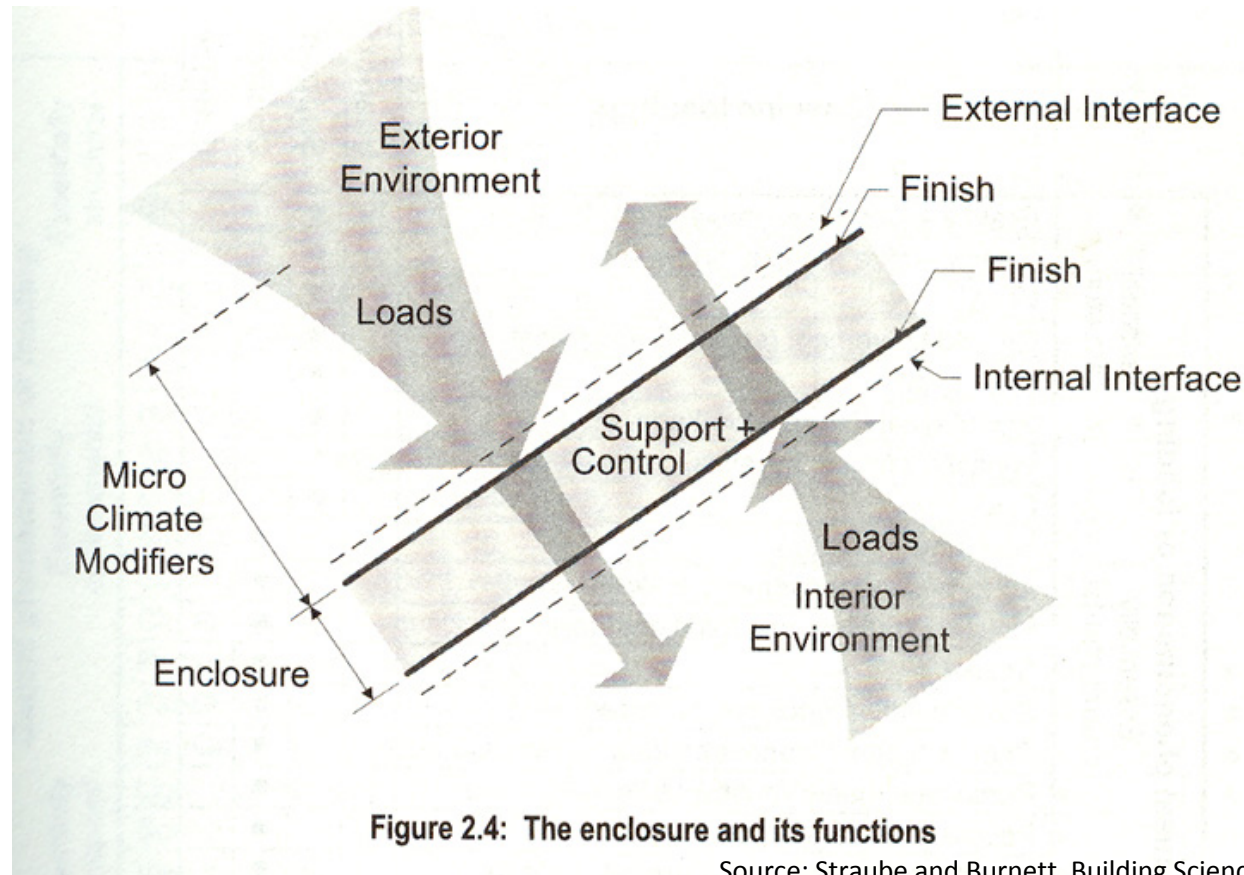 Exterior
Environment
Loads
External Interface
Finish
Finish
Internal Interface
Support +
Control
Micro
Climate
Modifiers
Enclosure
Loads
Interior
Environment
Figure 2.4: The enclosure and its functions
Source: Straube and Burnett, Building Scienc